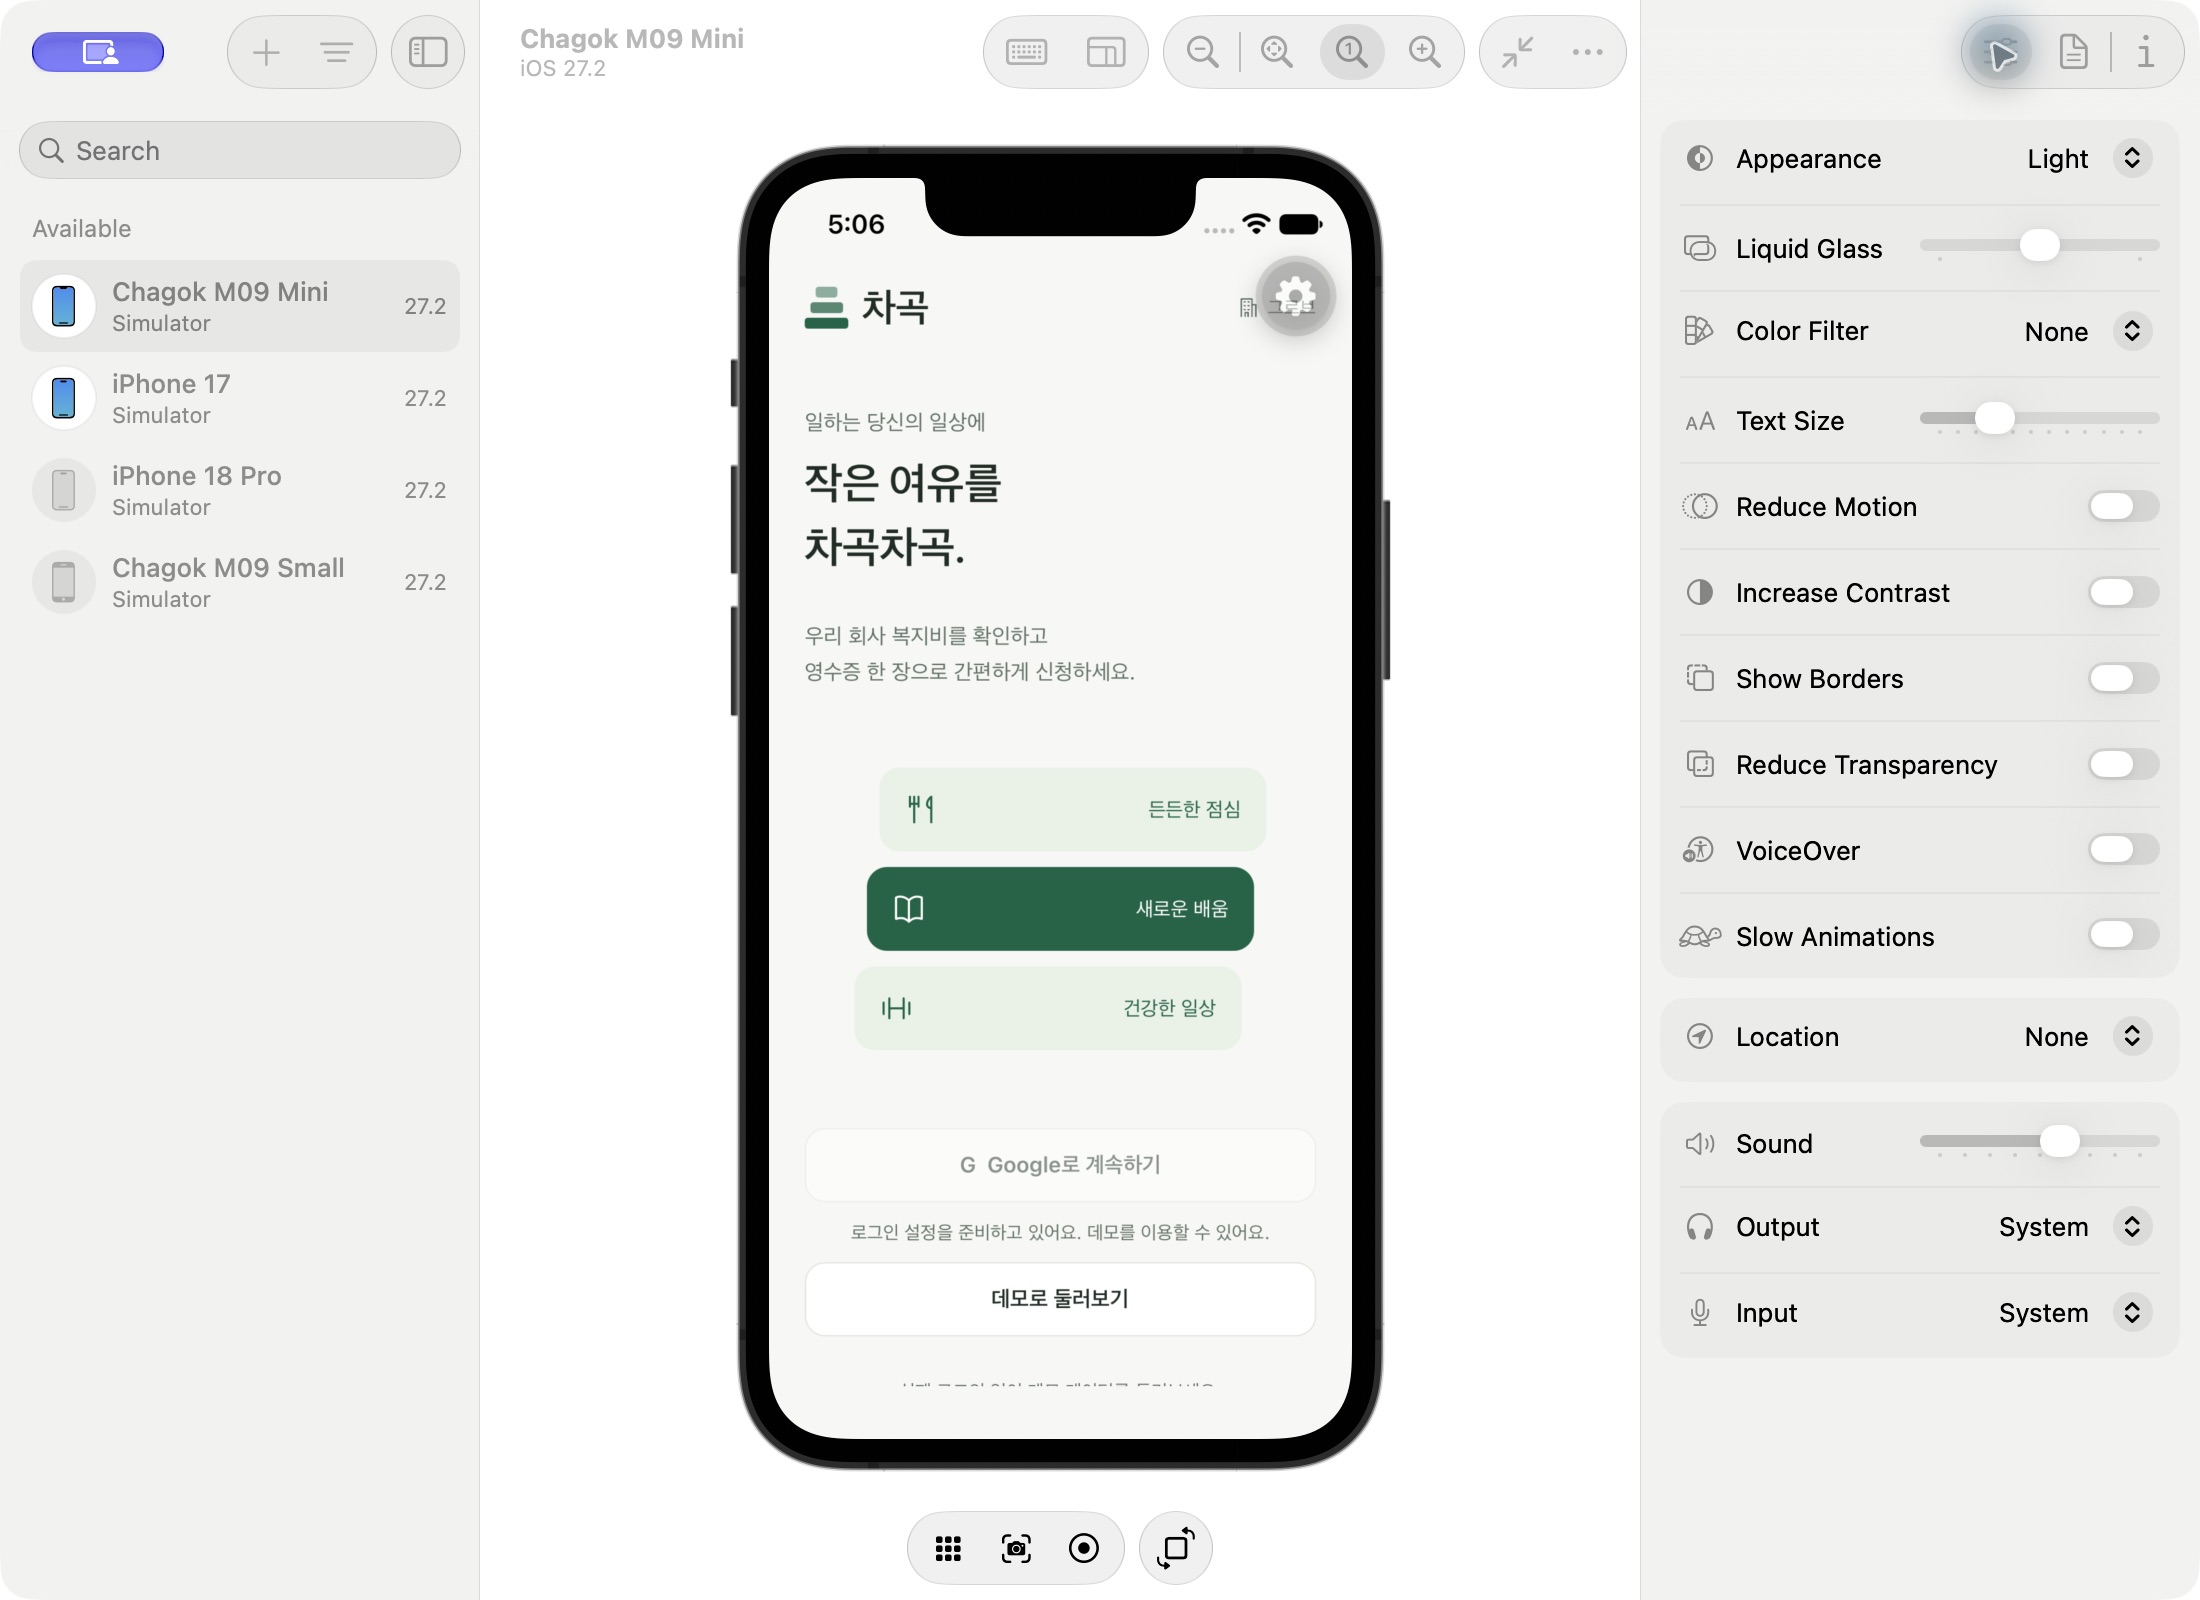 Search
Available
Chagok M09 Mini
Simulator
27.2
iPhone 17
Simulator
27.2
iPhone 18 Pro
Simulator
27.2
Chagok M09 Small
Simulator
27.2
Chagok M09 Mini
iOS 27.2
5:06
차곡
일하는 당신의 일상에
작은 여유를
차곡차곡.
우리 회사 복지비를 확인하고
영수증 한 장으로 간편하게 신청하세요.
든든한 점심
새로운 배움
건강한 일상
G Google로 계속하기
로그인 설정을 준비하고 있어요. 데모를 이용할 수 있어요.
데모로 둘러보기
Appearance
Light
Liquid Glass
Color Filter
None
AA Text Size
Reduce Motion
Increase Contrast
Show Borders
Reduce Transparency
VoiceOver
Slow Animations
Location
None
Sound
Output
System
Input
System